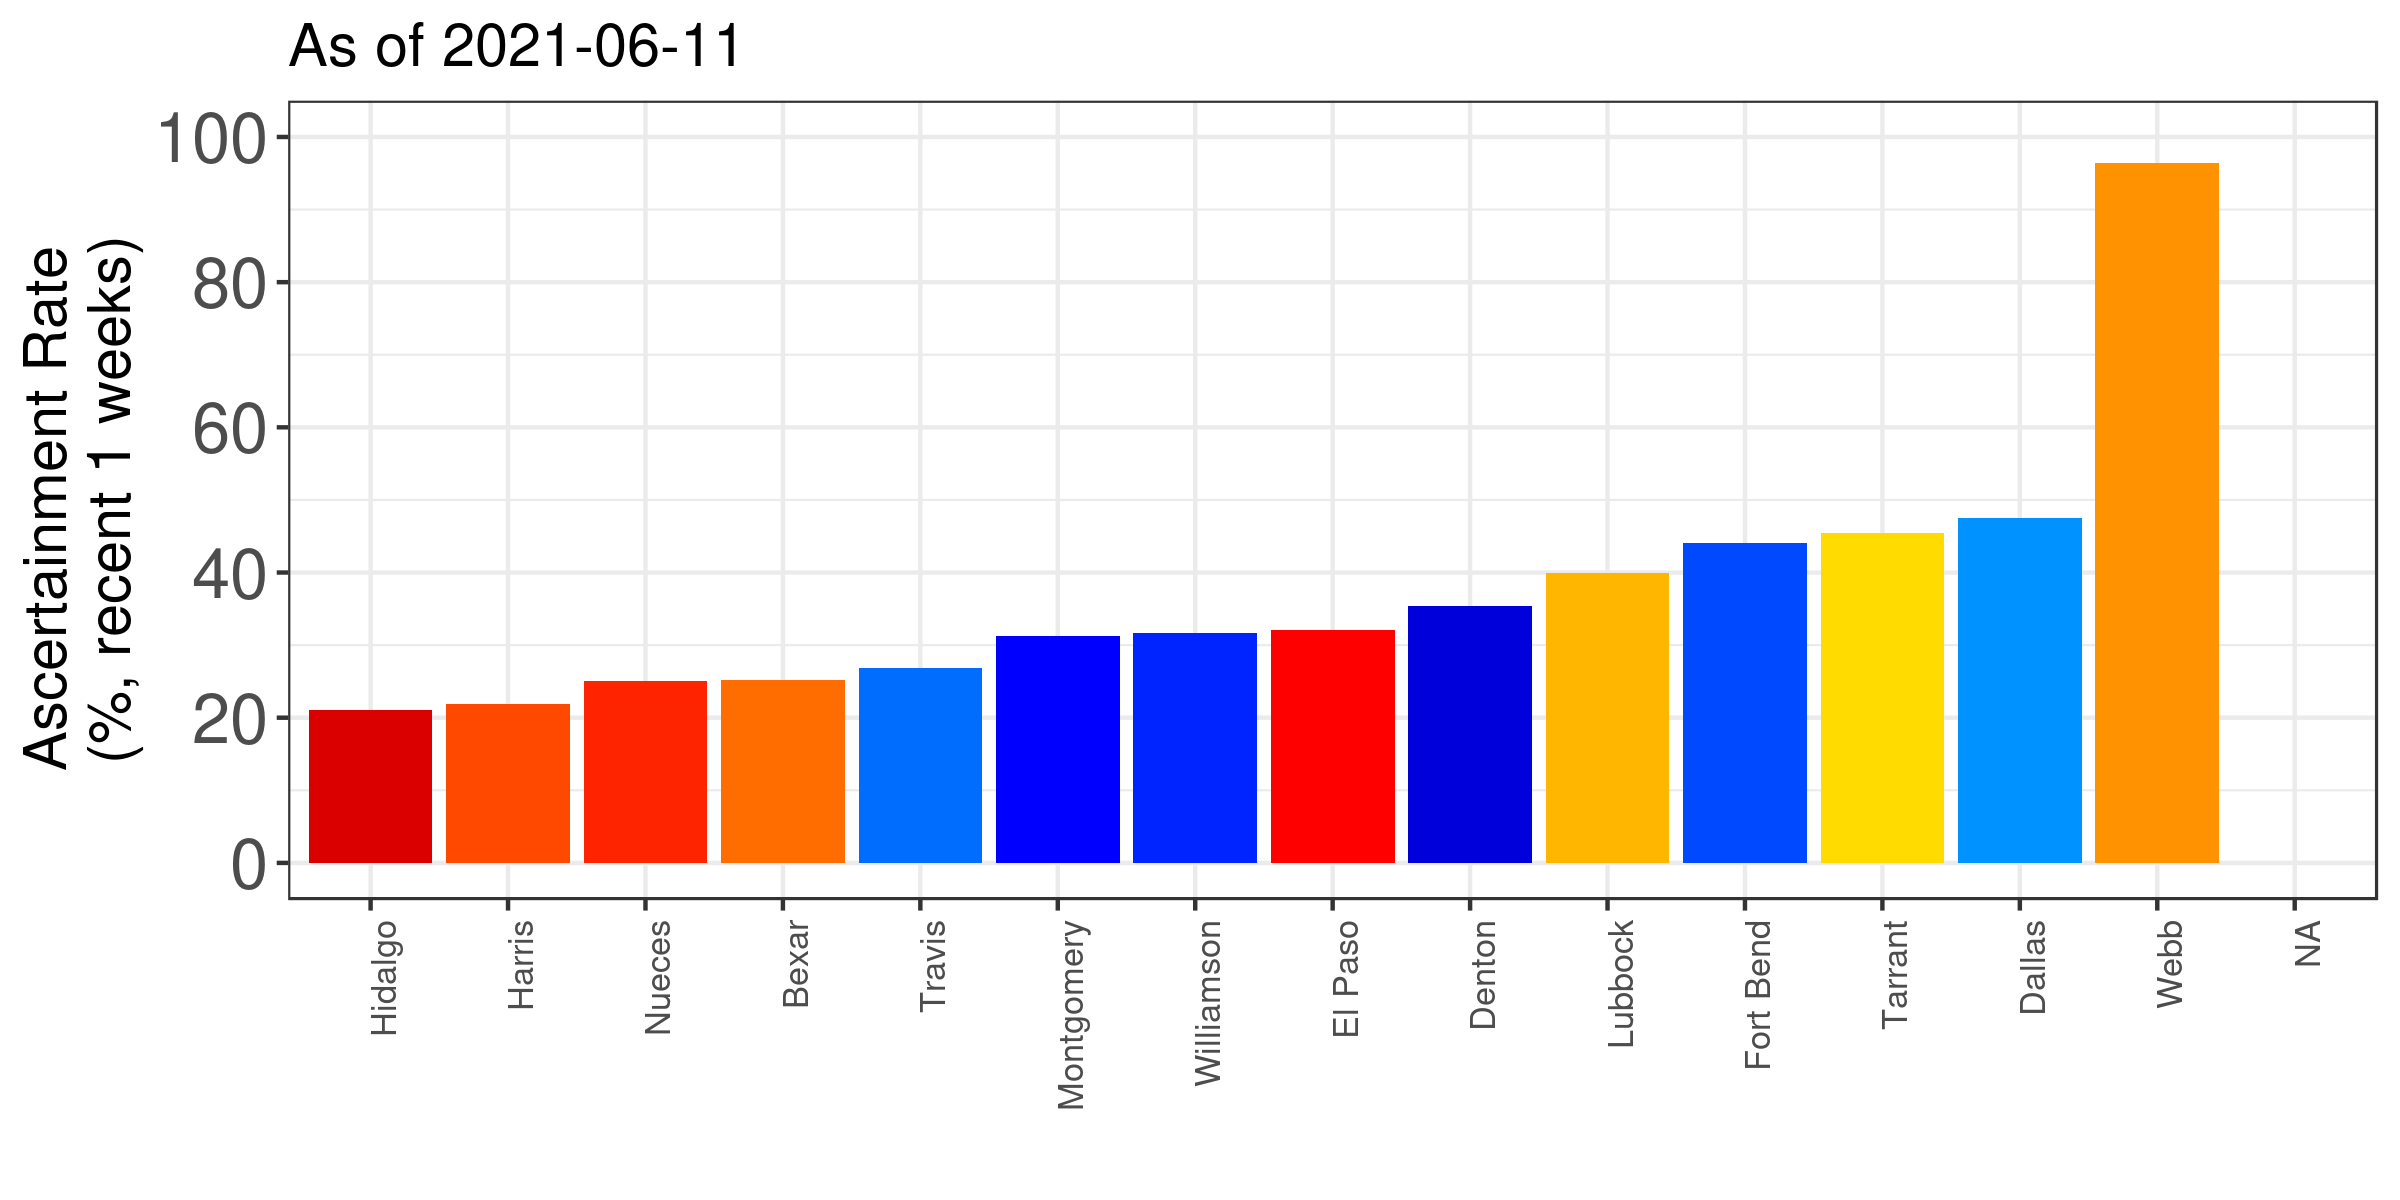 As of 2021-06-11
Ascertainment Rate
(%, recent 1 weeks)
100
80
60
40
20
0
Hidalgo
Harris
Nueces
Bexar
Travis
Montgomery
Williamson
El Paso
Denton
Lubbock
Fort Bend
Tarrant
Dallas
Webb
NA